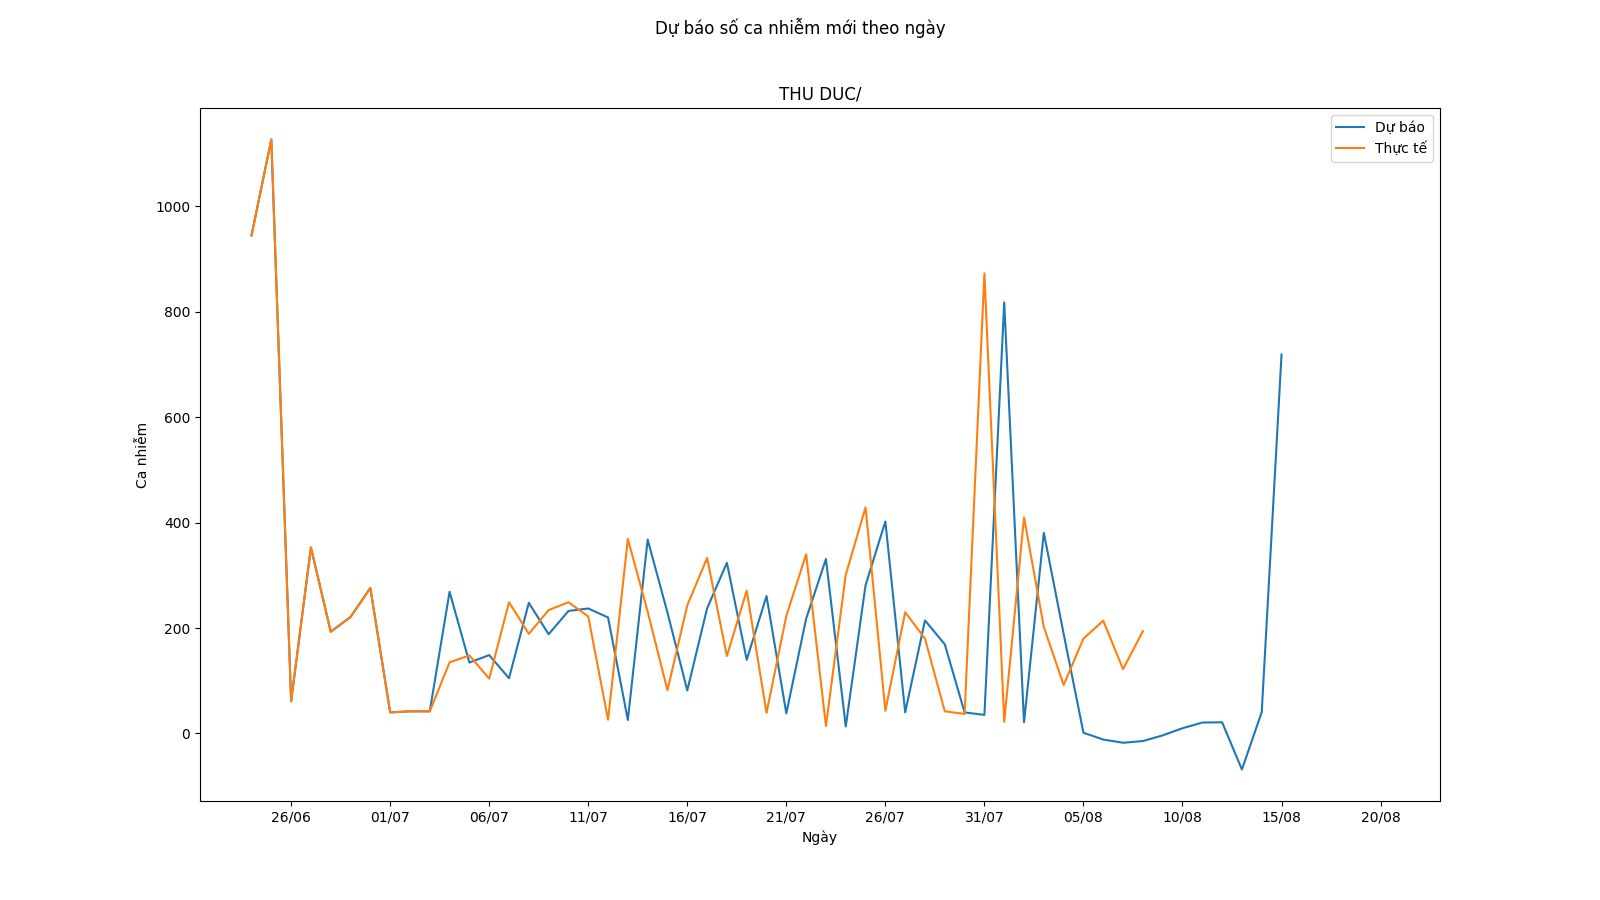 Dự báo số ca nhiễm mới theo ngày
THU DUC/
Dự báo
Thực tế
1000
800
600
400
200
0
Ca nhiễm
26/06 01/07 06/07 11/07 16/07 21/07 26/07 31/07 05/08 10/08 15/08 20/08
Ngày